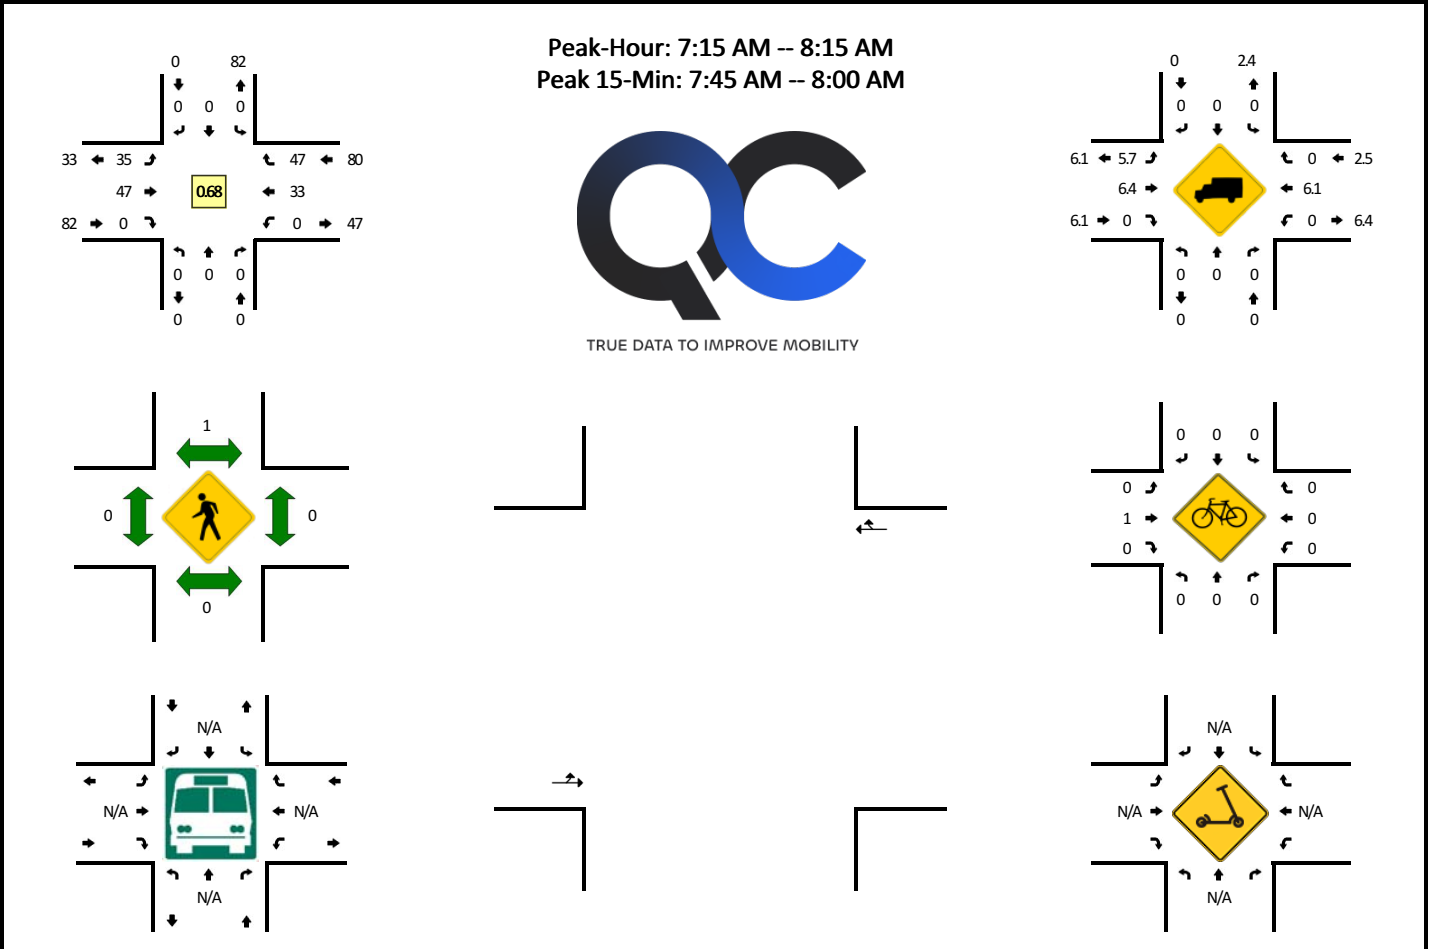 Peak-Hour: 7:15 AM -- 8:15 AM
Peak 15-Min: 7:45 AM -- 8:00 AM
0 82
0 0 0
33 35 47 80
47 0.68 33
82 0 0 47
0 0 0
0 0
TRUE DATA TO IMPROVE MOBILITY
0 2.4
0 0 0
6.1 5.7 0 2.5
6.4 6.1
6.1 0 0 6.4
0 0 0
0 0
1
0 0
0
0 0 0
0 0
1 0
0 0
0 0 0
N/A
N/A N/A
N/A
N/A
N/A N/A
N/A